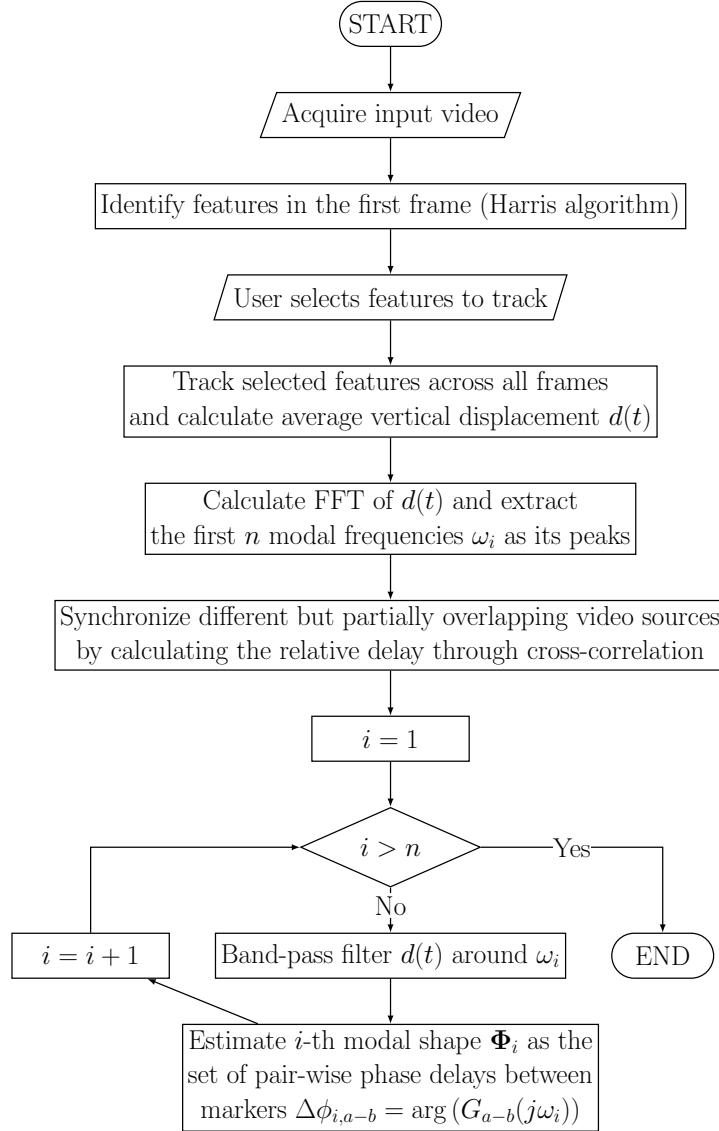 START
Acquire input video
Identify features in the first frame (Harris algorithm)
User selects features to track
Track selected features across all frames
and calculate average vertical displacement d(t)
Calculate FFT of d(t) and extract
the first n modal frequencies ωᵢ as its peaks
Synchronize different but partially overlapping video sources
by calculating the relative delay through cross-correlation
i = 1
i > n
Yes
No
i = i + 1
Band-pass filter d(t) around ωᵢ
END
Estimate i-th modal shape Φᵢ as the
set of pair-wise phase delays between
markers Δϕ_{i,a−b} = arg (G_{a−b}(jωᵢ))